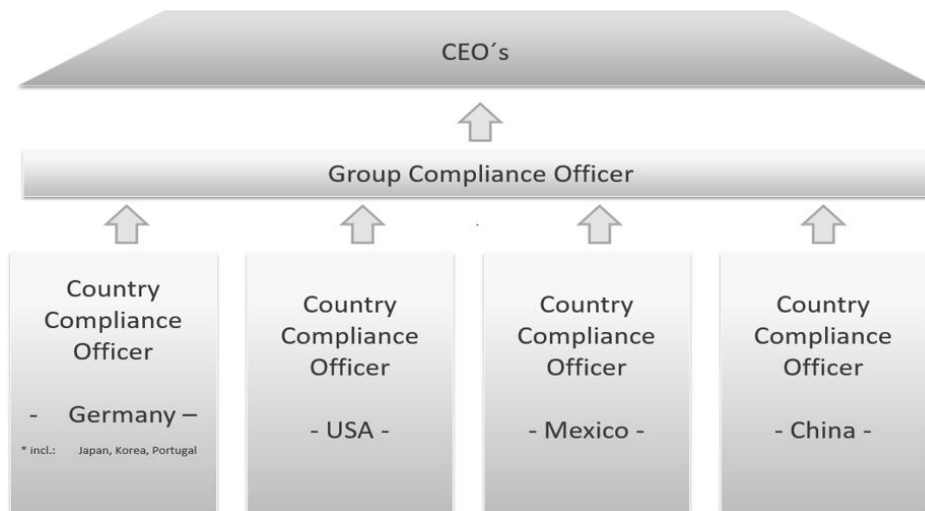 CEO´s
Group Compliance Officer
Country
Compliance
Officer
-    Germany –
* incl.:    Japan, Korea, Portugal
Country
Compliance
Officer
- USA -
Country
Compliance
Officer
- Mexico -
Country
Compliance
Officer
- China -